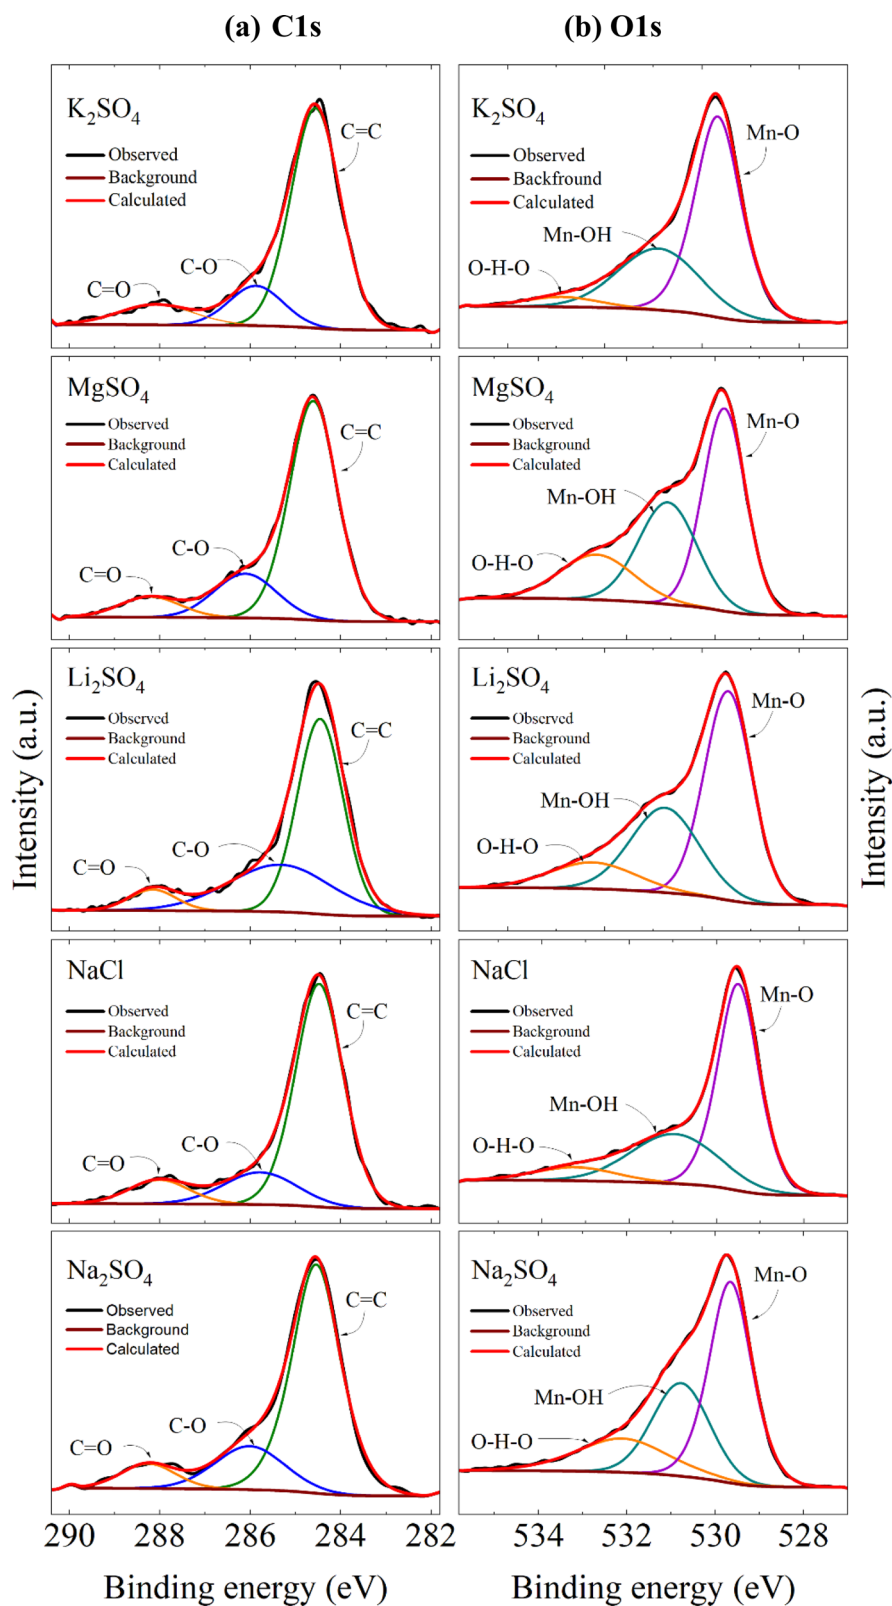 (a) C1s
(b) O1s
K₂SO₄
Observed
Background
Calculated
C=C
C-O
C=O
K₂SO₄
Observed
Backfround
Calculated
Mn-O
Mn-OH
O-H-O
MgSO₄
Observed
Background
Calculated
C=C
C-O
C=O
MgSO₄
Observed
Background
Calculated
Mn-O
Mn-OH
O-H-O
Li₂SO₄
Observed
Background
Calculated
C=C
C-O
C=O
Li₂SO₄
Observed
Background
Calculated
Mn-O
Mn-OH
O-H-O
Intensity (a.u.)
Intensity (a.u.)
NaCl
Observed
Background
Calculated
C=C
C-O
C=O
NaCl
Observed
Background
Calculated
Mn-O
Mn-OH
O-H-O
Na₂SO₄
Observed
Background
Calculated
C=C
C-O
C=O
Na₂SO₄
Observed
Background
Calculated
Mn-O
Mn-OH
O-H-O
290 288 286 284 282
534 532 530 528
Binding energy (eV)
Binding energy (eV)